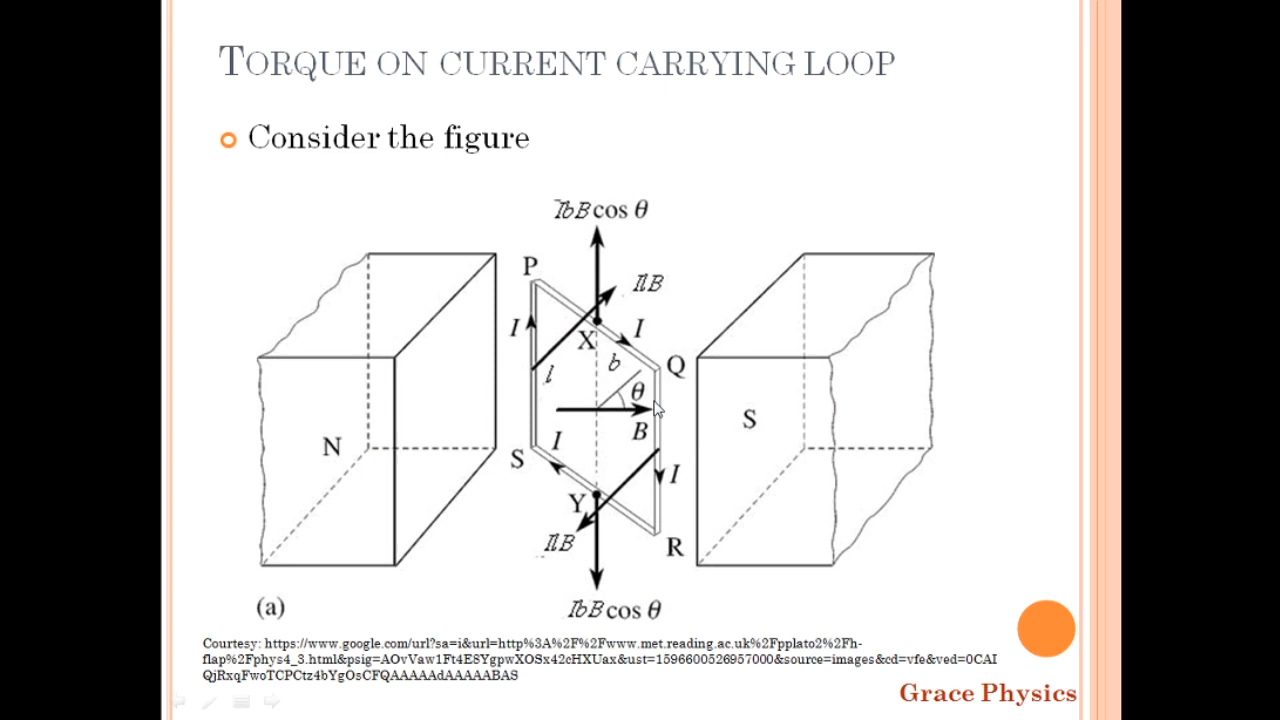 TORQUE ON CURRENT CARRYING LOOP
Consider the figure
IbB cos θ
P
IlB
I
I
X
b
Q
l
θ
N
S
B
I
S
I
Y
IlB
R
(a)
IbB cos θ
Courtesy: https://www.google.com/url?sa=i&url=http%3A%2F%2Fwww.met.reading.ac.uk%2Fpplato2%2Fh-
flap%2Fphys4_3.html&psig=AOvVaw1Ft4E8YgpwXOSx42cHXUax&ust=1596600526957000&source=images&cd=vfe&ved=0CAI
QjRxqFwoTCPCtz4bYgOsCFQAAAAAdAAAAABAS
Grace Physics